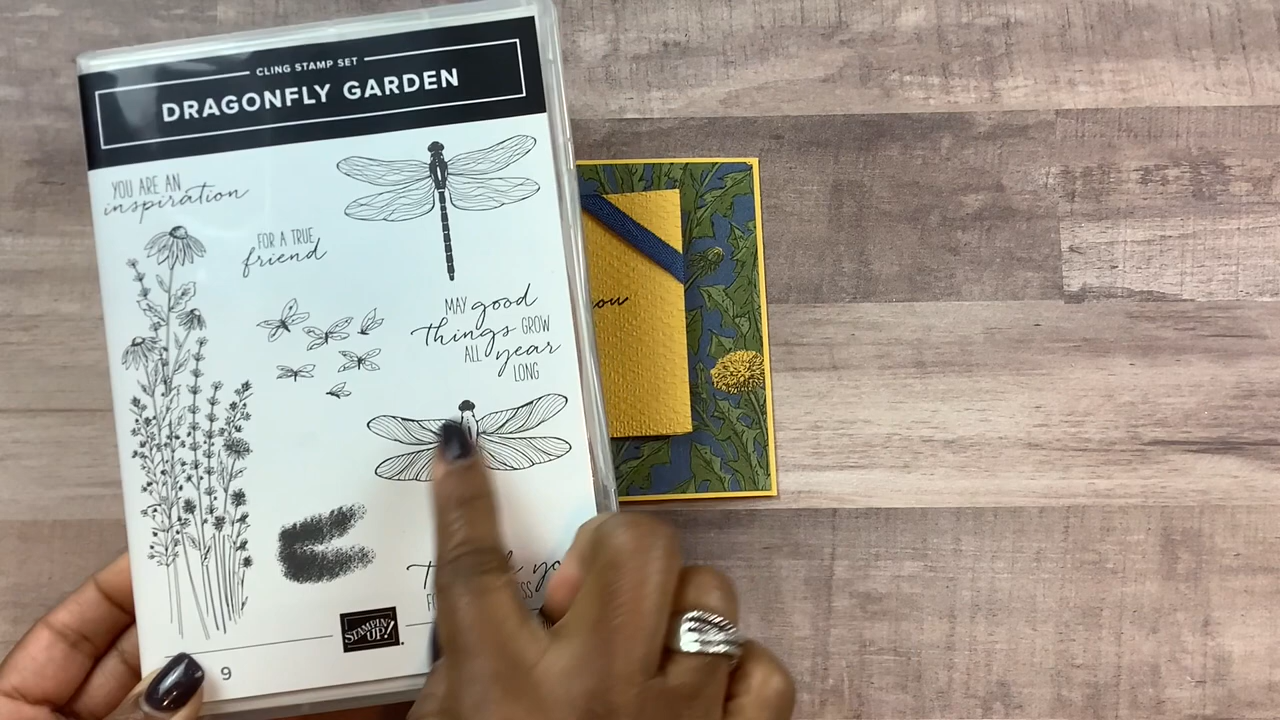 CLING STAMP SET
DRAGONFLY GARDEN
YOU ARE AN
inspiration
FOR A TRUE
friend
MAY good
things GROW
ALL year
LONG
STAMPIN' UP!
9
you